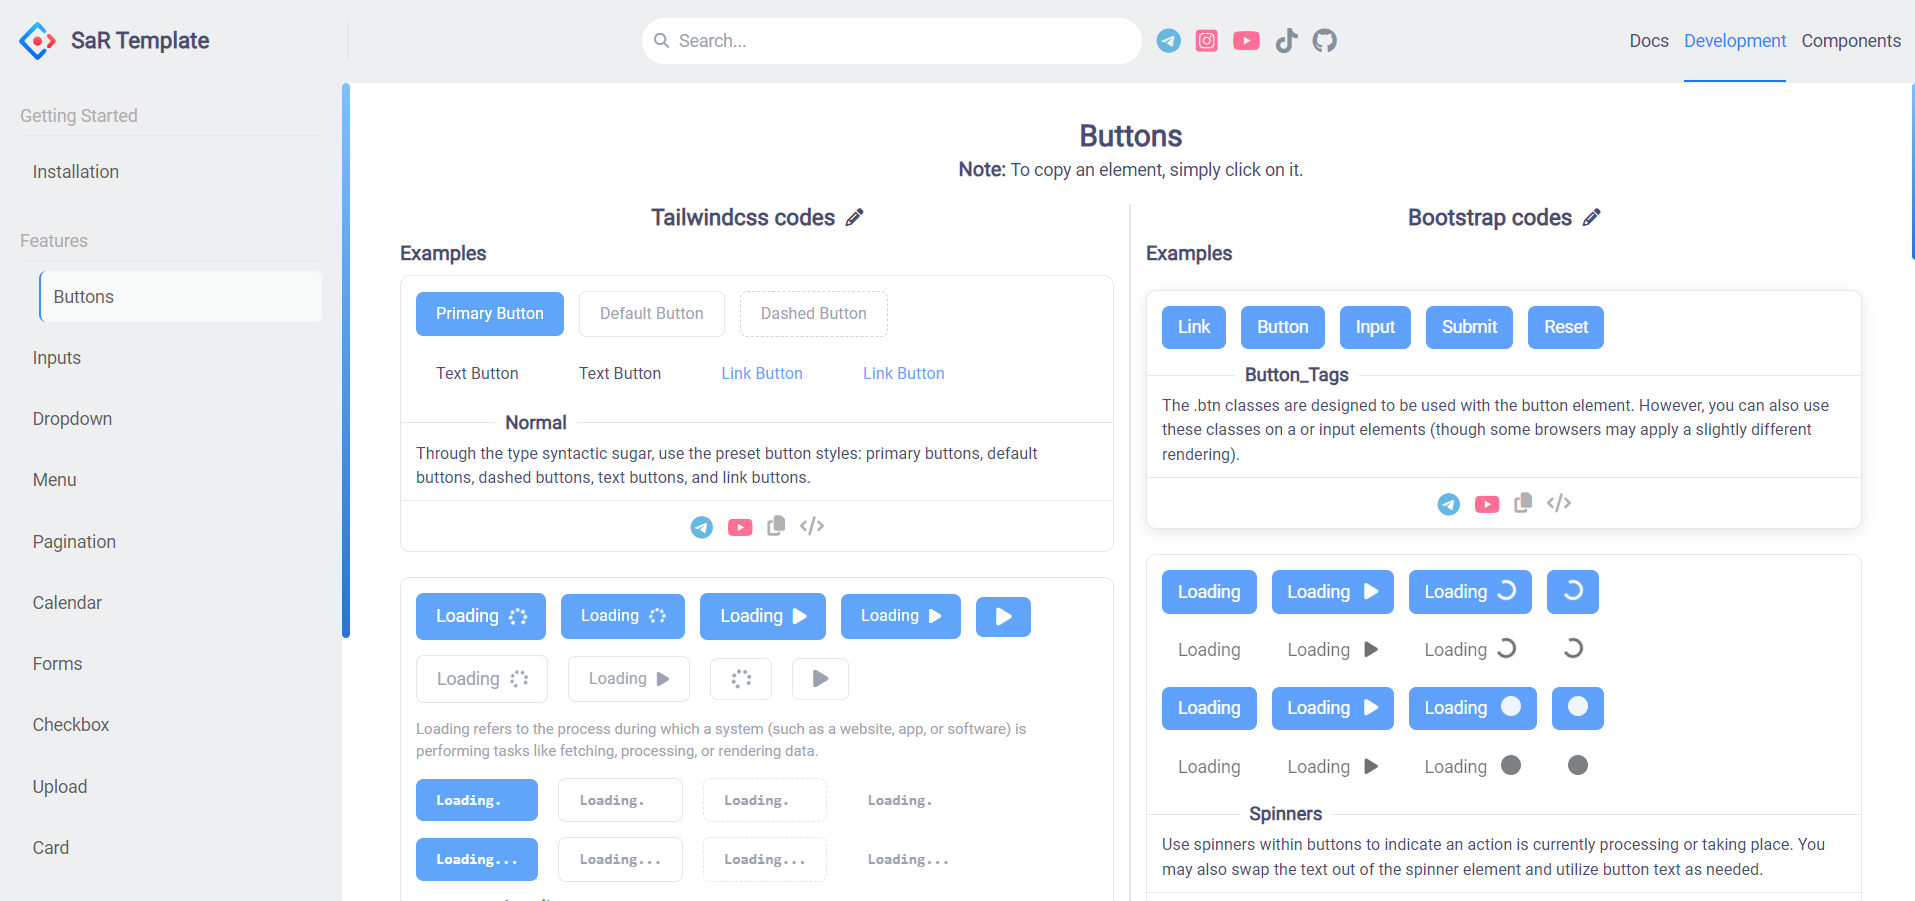 SaR Template
Search...
Docs Development Components
Getting Started
Installation
Features
Buttons
Inputs
Dropdown
Menu
Pagination
Calendar
Forms
Checkbox
Upload
Card
Buttons
Note: To copy an element, simply click on it.
Tailwindcss codes
Examples
Primary Button Default Button Dashed Button
Text Button Text Button Link Button Link Button
Normal
Through the type syntactic sugar, use the preset button styles: primary buttons, default
buttons, dashed buttons, text buttons, and link buttons.
Loading Loading Loading Loading
Loading Loading
Loading refers to the process during which a system (such as a website, app, or software) is
performing tasks like fetching, processing, or rendering data.
Loading. Loading. Loading. Loading.
Loading... Loading... Loading... Loading...
Bootstrap codes
Examples
Link Button Input Submit Reset
Button_Tags
The .btn classes are designed to be used with the button element. However, you can also use
these classes on a or input elements (though some browsers may apply a slightly different
rendering).
Loading Loading Loading
Loading Loading Loading
Loading Loading Loading
Loading Loading Loading
Spinners
Use spinners within buttons to indicate an action is currently processing or taking place. You
may also swap the text out of the spinner element and utilize button text as needed.